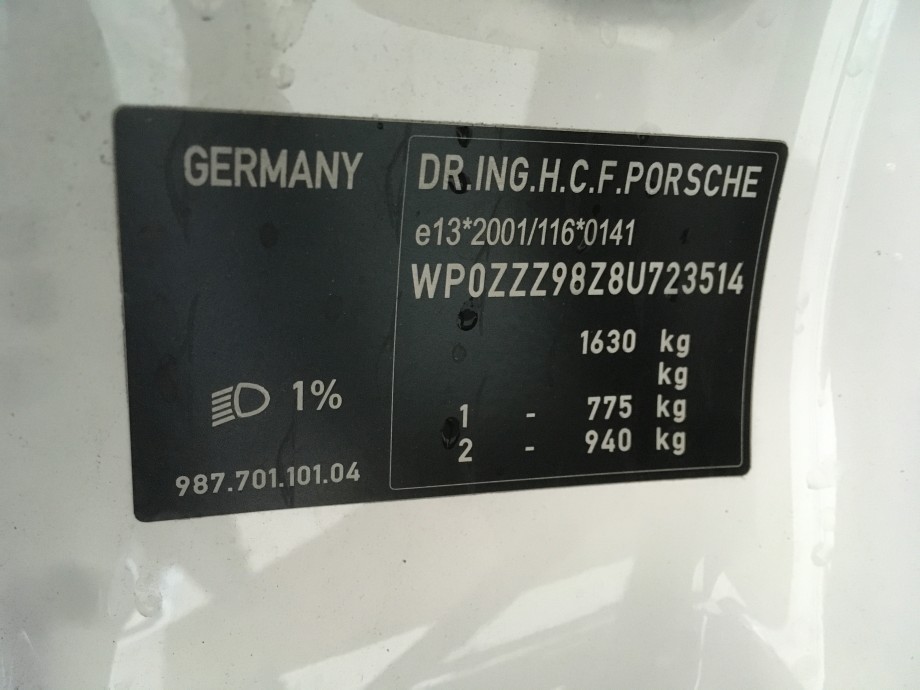 GERMANY
1%
987.701.101.04
DR.ING.H.C.F.PORSCHE
e13*2001/116*0141
WP0ZZZ98Z8U723514
1630 kg
kg
1 - 775 kg
2 - 940 kg